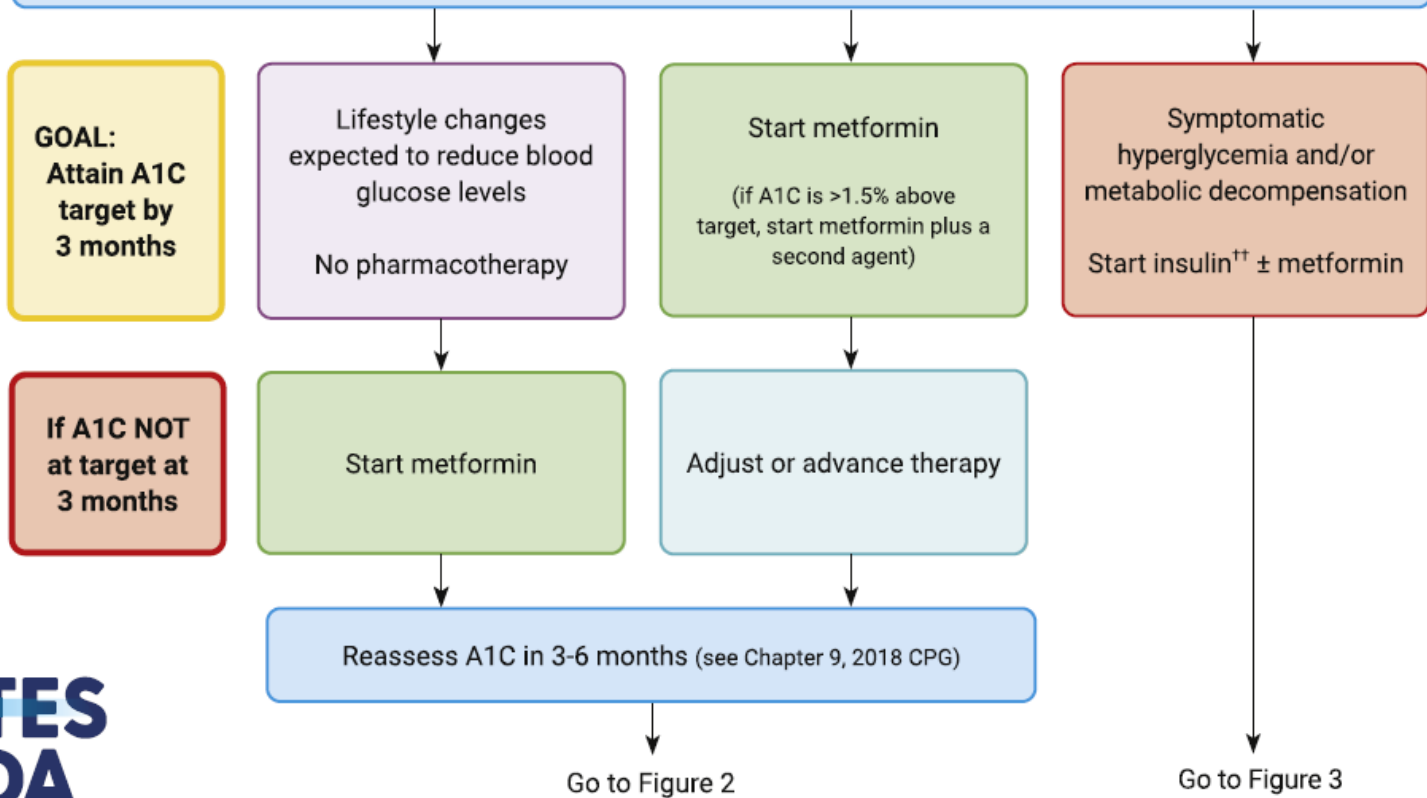 GOAL:
Attain A1C
target by
3 months
Lifestyle changes
expected to reduce blood
glucose levels
No pharmacotherapy
Start metformin
(if A1C is >1.5% above
target, start metformin plus a
second agent)
Symptomatic
hyperglycemia and/or
metabolic decompensation
Start insulin†† ± metformin
If A1C NOT
at target at
3 months
Start metformin
Adjust or advance therapy
Reassess A1C in 3-6 months (see Chapter 9, 2018 CPG)
TES
DA
Go to Figure 2
Go to Figure 3